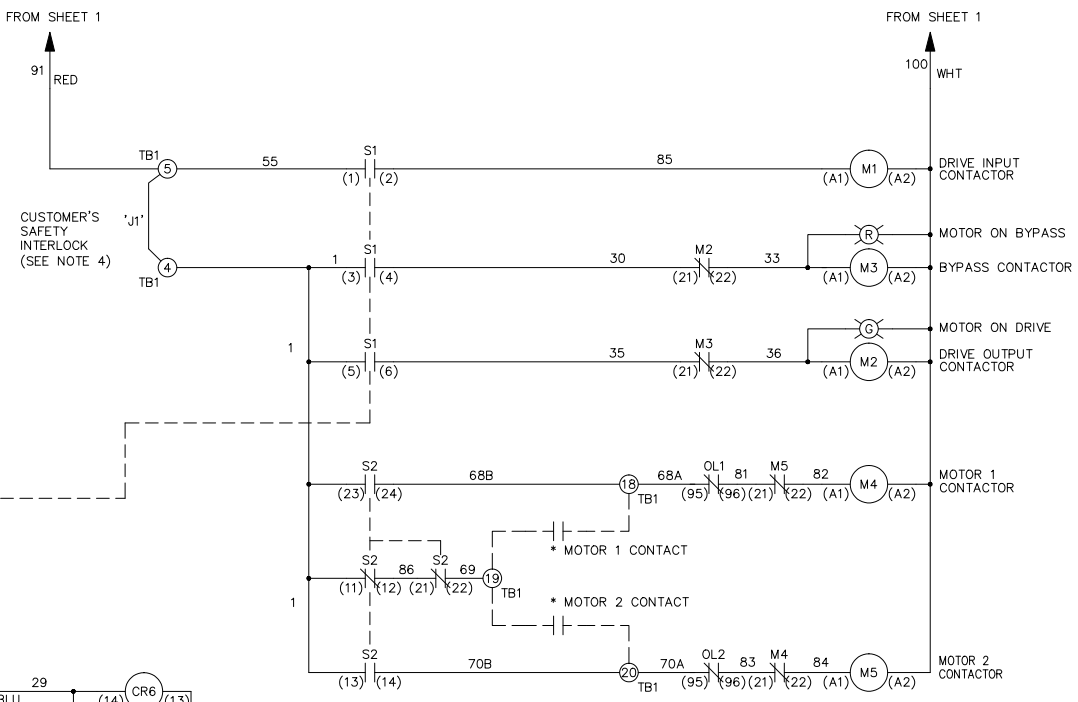 FROM SHEET 1
FROM SHEET 1
91
RED
100
WHT
TB1
5
55
S1
(1) (2)
85
M1
(A1) (A2)
DRIVE INPUT
CONTACTOR
CUSTOMER'S
SAFETY
INTERLOCK
(SEE NOTE 4)
'J1'
R
MOTOR ON BYPASS
4
TB1
1
S1
(3) (4)
30
M2
(21) (22)
33
M3
(A1) (A2)
BYPASS CONTACTOR
G
MOTOR ON DRIVE
1
S1
(5) (6)
35
M3
(21) (22)
36
M2
(A1) (A2)
DRIVE OUTPUT
CONTACTOR
S2
(23) (24)
68B
18
TB1
68A
OL1
(95) (96)
81
M5
(21) (22)
82
M4
(A1) (A2)
MOTOR 1
CONTACTOR
* MOTOR 1 CONTACT
S2
(11) (12)
86
S2
(21) (22)
69
19
TB1
* MOTOR 2 CONTACT
1
S2
(13) (14)
70B
20
TB1
70A
OL2
(95) (96)
83
M4
(21) (22)
84
M5
(A1) (A2)
MOTOR 2
CONTACTOR
29
BLU
(14)
CR6
(13)